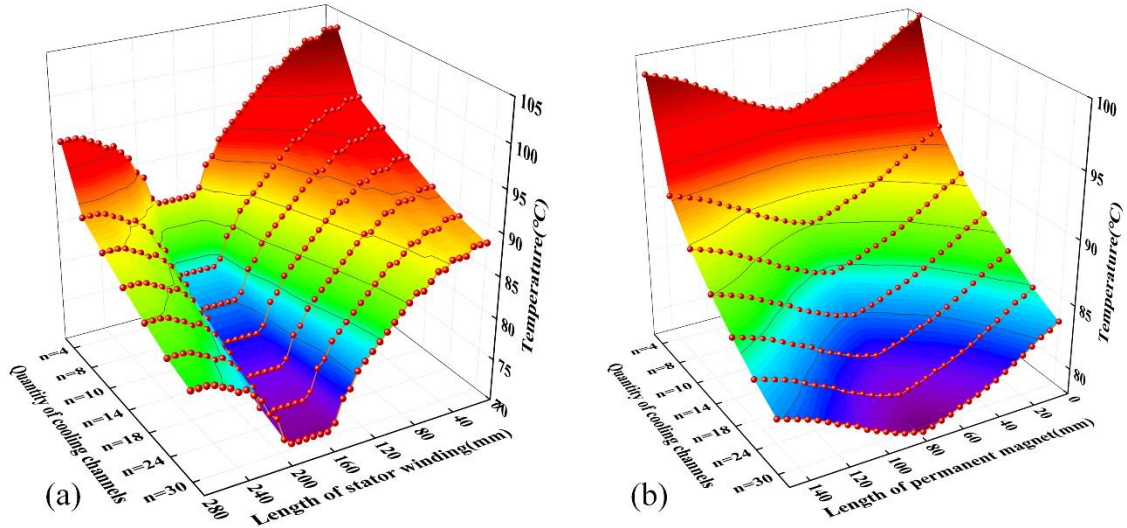 105
100
95
90
85
80
75
70
Temperature(°C)
n=4
n=8
n=10
n=14
n=18
n=24
n=30
Quantity of cooling channels
280
240
200
160
120
80
40
Length of stator winding(mm)
(a)
100
95
90
85
80
Temperature(°C)
n=4
n=8
n=10
n=14
n=18
n=24
n=30
Quantity of cooling channels
140
120
100
80
60
40
20
0
Length of permanent magnet(mm)
(b)